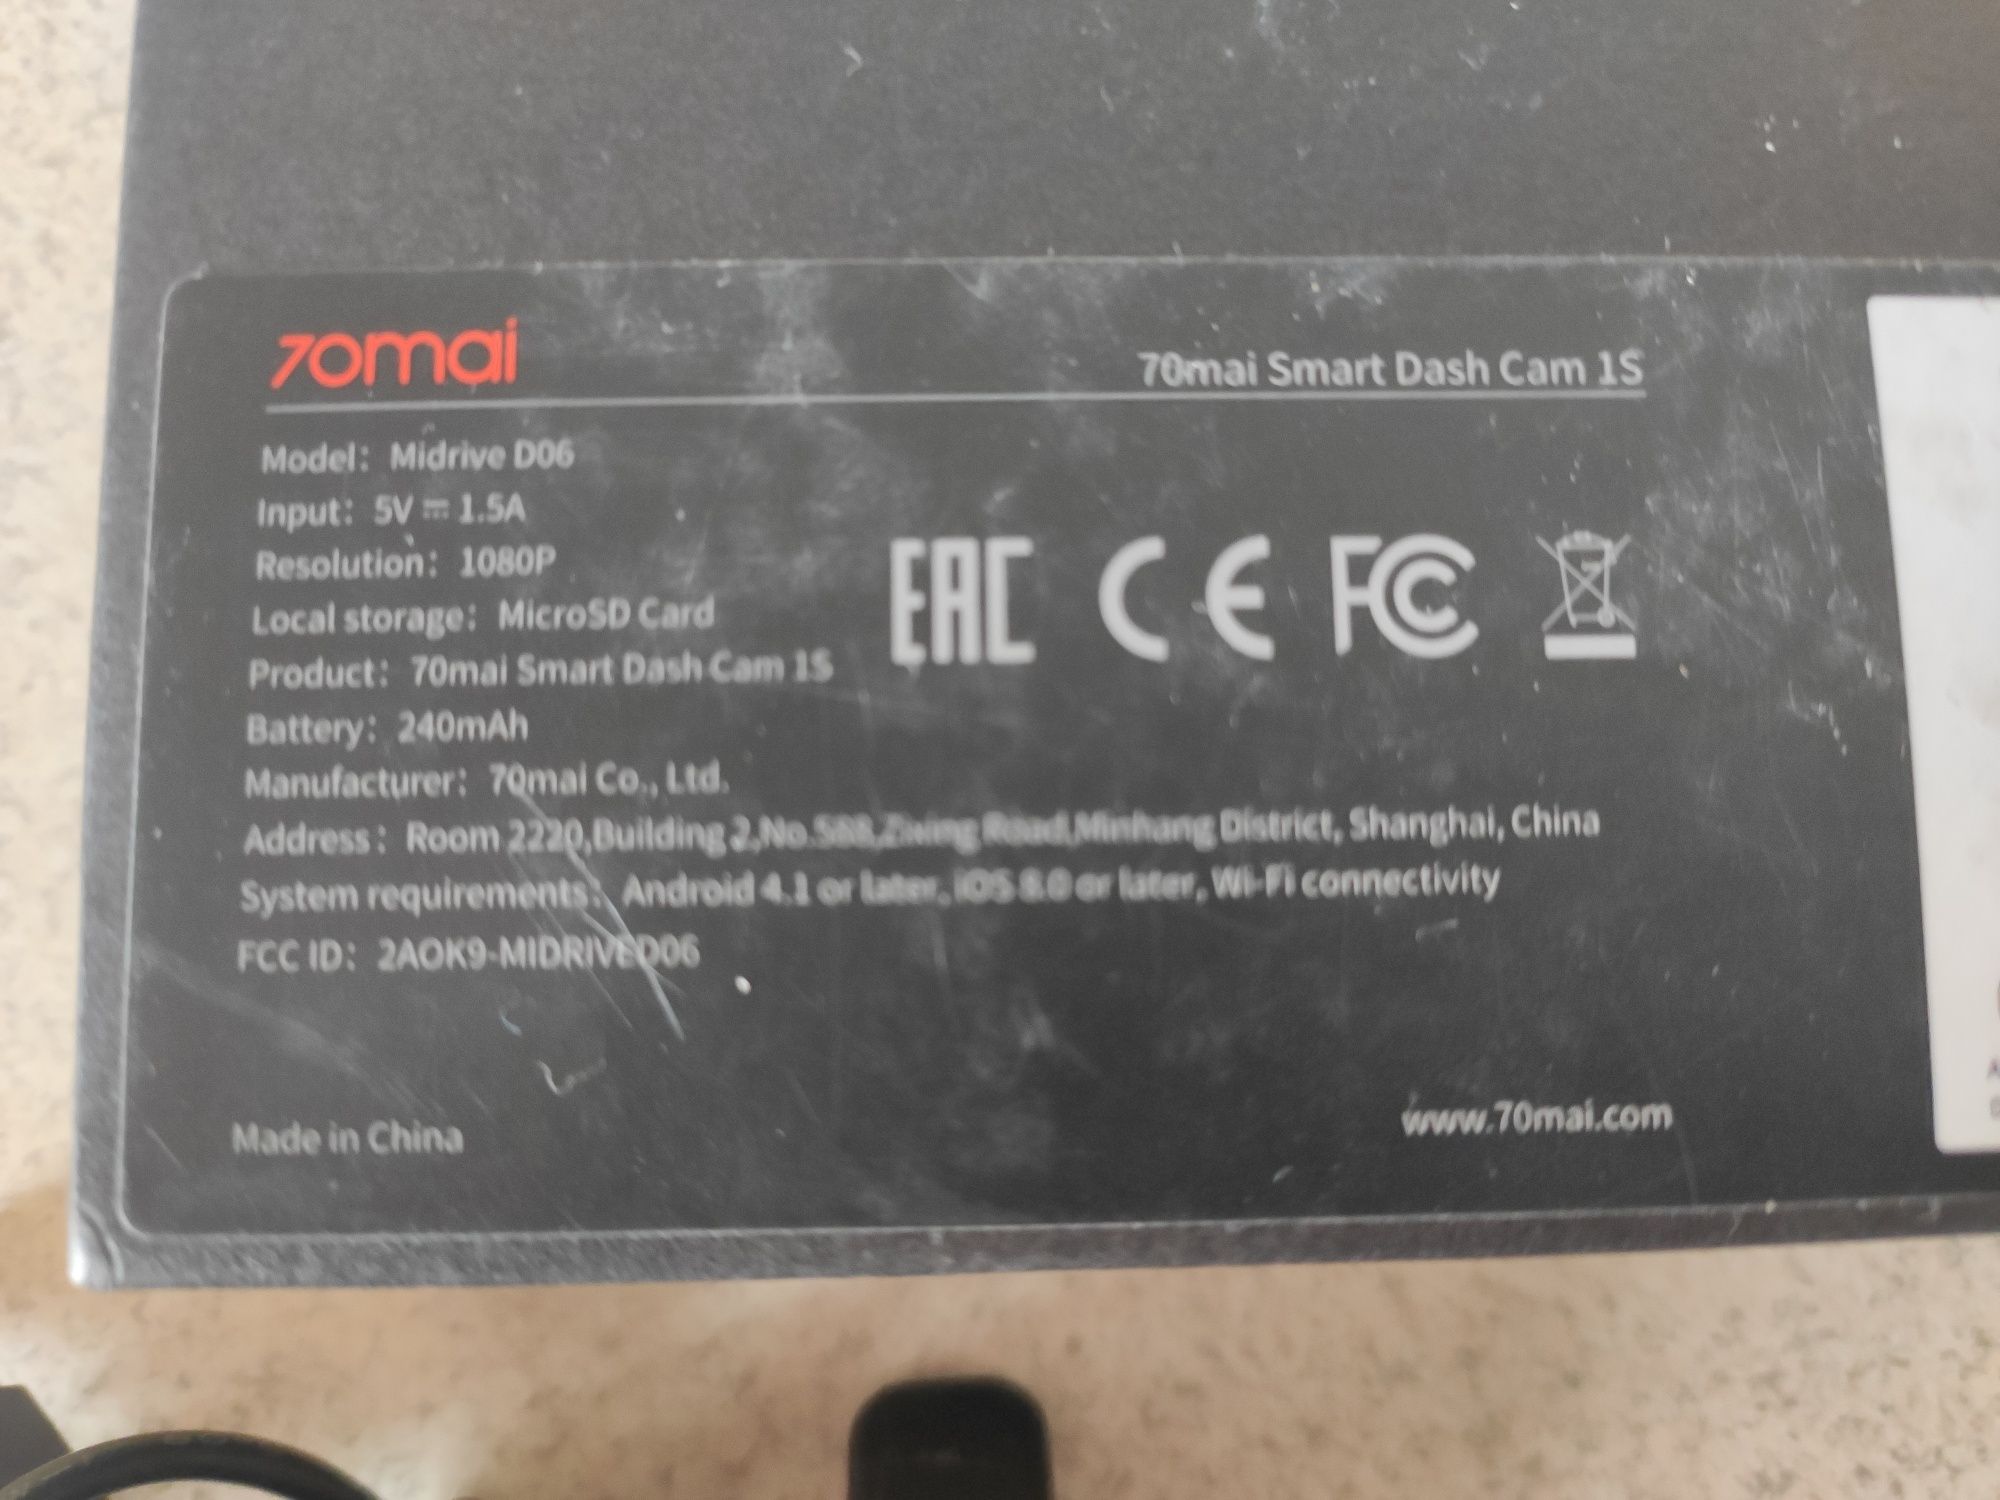 70mai
70mai Smart Dash Cam 1S
Model: Midrive D06
Input: 5V ⎓ 1.5A
Resolution: 1080P
Local storage: MicroSD Card
Product: 70mai Smart Dash Cam 1S
Battery: 240mAh
Manufacturer: 70mai Co., Ltd.
Address: Room 2220,Building 2,No.588,Zixing Road,Minhang District, Shanghai, China
System requirements: Android 4.1 or later, iOS 8.0 or later, Wi-Fi connectivity
FCC ID: 2AOK9-MIDRIVED06
EAC CE FC
Made in China
www.70mai.com